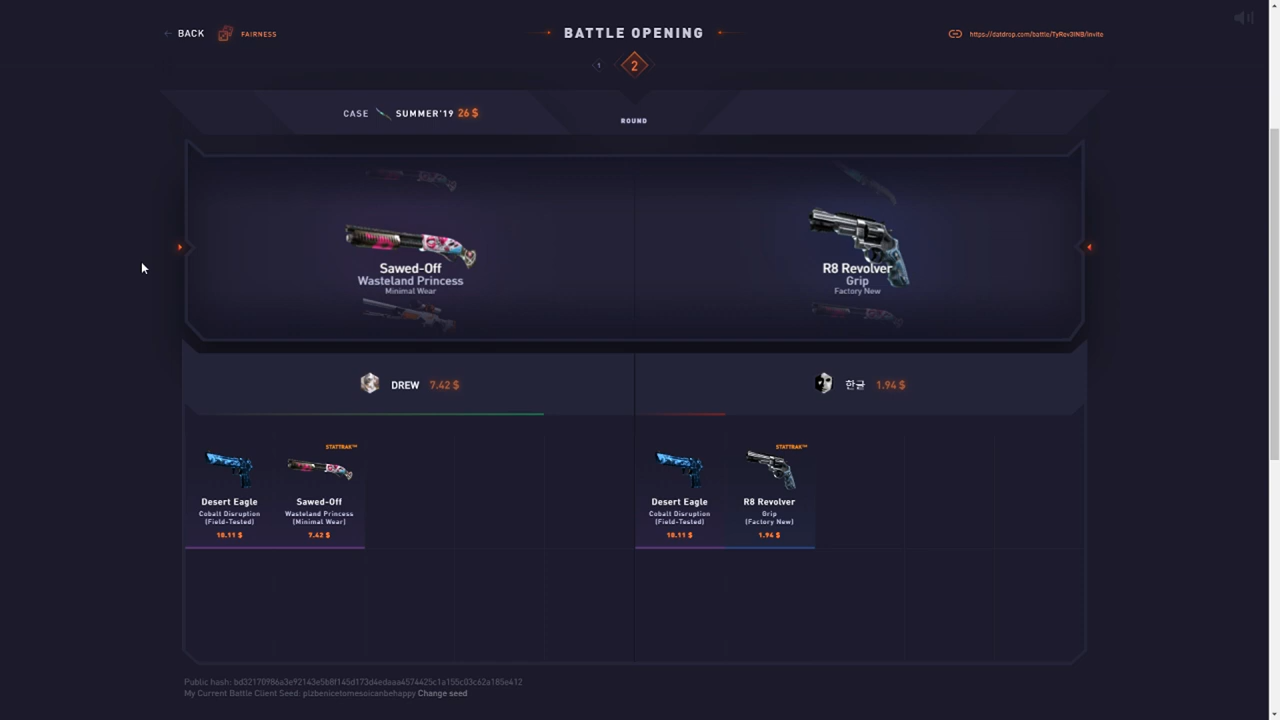 BACK
FAIRNESS
BATTLE OPENING
https://datdrop.com/battle/TyRev3INB/invite
1
2
CASE SUMMER'19 26 $
ROUND
Sawed-Off
Wasteland Princess
Minimal Wear
R8 Revolver
Grip
Factory New
DREW 7.42 $
한글 1.94 $
STATTRAK™
STATTRAK™
Desert Eagle
Cobalt Disruption
(Field-Tested)
18.11 $
Sawed-Off
Wasteland Princess
(Minimal Wear)
7.42 $
Desert Eagle
Cobalt Disruption
(Field-Tested)
18.11 $
R8 Revolver
Grip
(Factory New)
1.94 $
Public hash: bd32170986a3e92143e5b8f145d173d4edaaa4574425c1a155c03c62a185e412
My Current Battle Client Seed: plzbenicetomesoicanbehappy Change seed